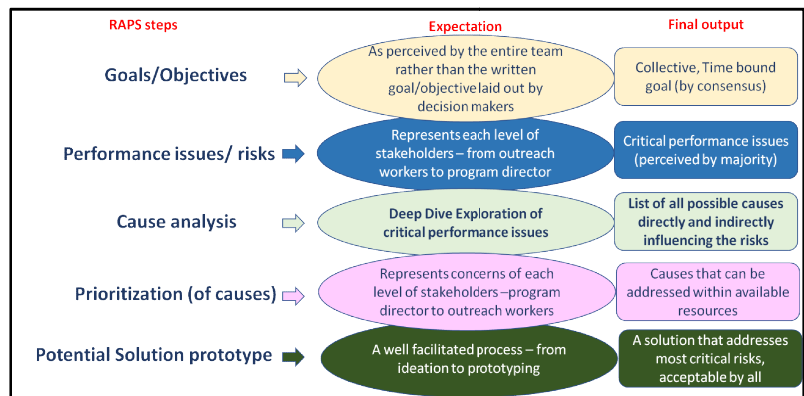 RAPS steps
Expectation
Final output
Goals/Objectives
As perceived by the entire team
rather than the written
goal/objective laid out by
decision makers
Collective, Time bound
goal (by consensus)
Performance issues/ risks
Represents each level of
stakeholders – from outreach
workers to program director
Critical performance issues
(perceived by majority)
Cause analysis
Deep Dive Exploration of
critical performance issues
List of all possible causes
directly and indirectly
influencing the risks
Prioritization (of causes)
Represents concerns of each
level of stakeholders –program
director to outreach workers
Causes that can be
addressed within available
resources
Potential Solution prototype
A well facilitated process – from
ideation to prototyping
A solution that addresses
most critical risks,
acceptable by all